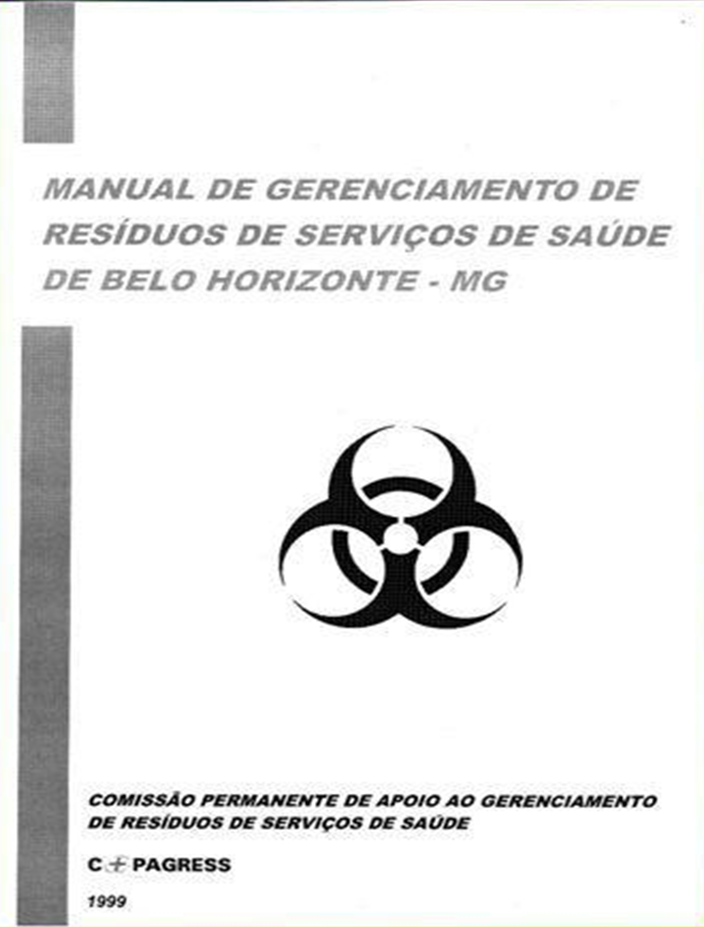 MANUAL DE GERENCIAMENTO DE
RESÍDUOS DE SERVIÇOS DE SAÚDE
DE BELO HORIZONTE - MG
COMISSÃO PERMANENTE DE APOIO AO GERENCIAMENTO
DE RESÍDUOS DE SERVIÇOS DE SAÚDE
C PAGRESS
1999